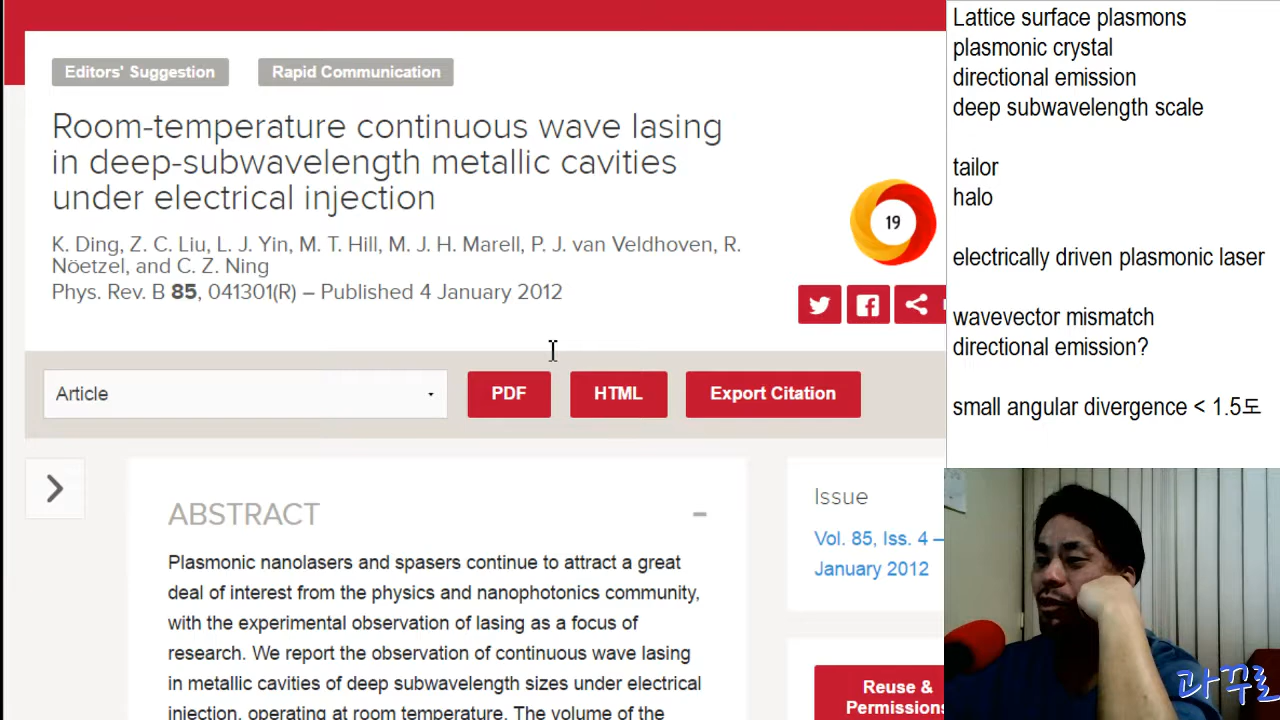 Editors' Suggestion
Rapid Communication
Room-temperature continuous wave lasing
in deep-subwavelength metallic cavities
under electrical injection
K. Ding, Z. C. Liu, L. J. Yin, M. T. Hill, M. J. H. Marell, P. J. van Veldhoven, R.
Nöetzel, and C. Z. Ning
Phys. Rev. B 85, 041301(R) – Published 4 January 2012
19
Article
PDF
HTML
Export Citation
ABSTRACT
Plasmonic nanolasers and spasers continue to attract a great
deal of interest from the physics and nanophotonics community,
with the experimental observation of lasing as a focus of
research. We report the observation of continuous wave lasing
in metallic cavities of deep subwavelength sizes under electrical
injection, operating at room temperature. The volume of the
Issue
Vol. 85, Iss. 4 –
January 2012
Reuse &
Permissions
Lattice surface plasmons
plasmonic crystal
directional emission
deep subwavelength scale
tailor
halo
electrically driven plasmonic laser
wavevector mismatch
directional emission?
small angular divergence < 1.5도
과꾸로